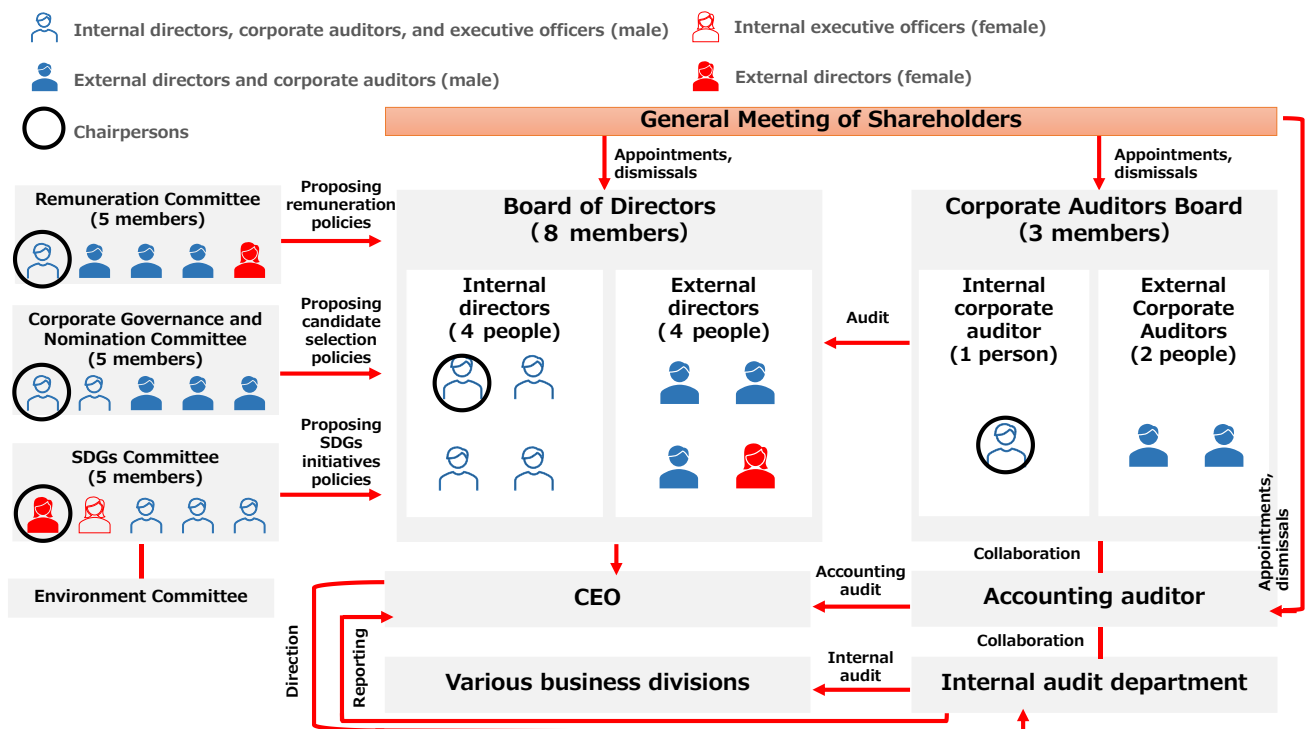 Internal directors, corporate auditors, and executive officers (male)
Internal executive officers (female)
External directors and corporate auditors (male)
External directors (female)
Chairpersons
General Meeting of Shareholders
Appointments,
dismissals
Appointments,
dismissals
Remuneration Committee
(5 members)
Proposing
remuneration
policies
Board of Directors
(8 members)
Corporate Auditors Board
(3 members)
Internal
directors
(4 people)
External
directors
(4 people)
Audit
Internal
corporate
auditor
(1 person)
External
Corporate
Auditors
(2 people)
Corporate Governance and
Nomination Committee
(5 members)
Proposing
candidate
selection
policies
SDGs Committee
(5 members)
Proposing
SDGs
initiatives
policies
Environment Committee
Collaboration
Appointments,
dismissals
CEO
Accounting
audit
Accounting auditor
Collaboration
Direction
Reporting
Various business divisions
Internal
audit
Internal audit department